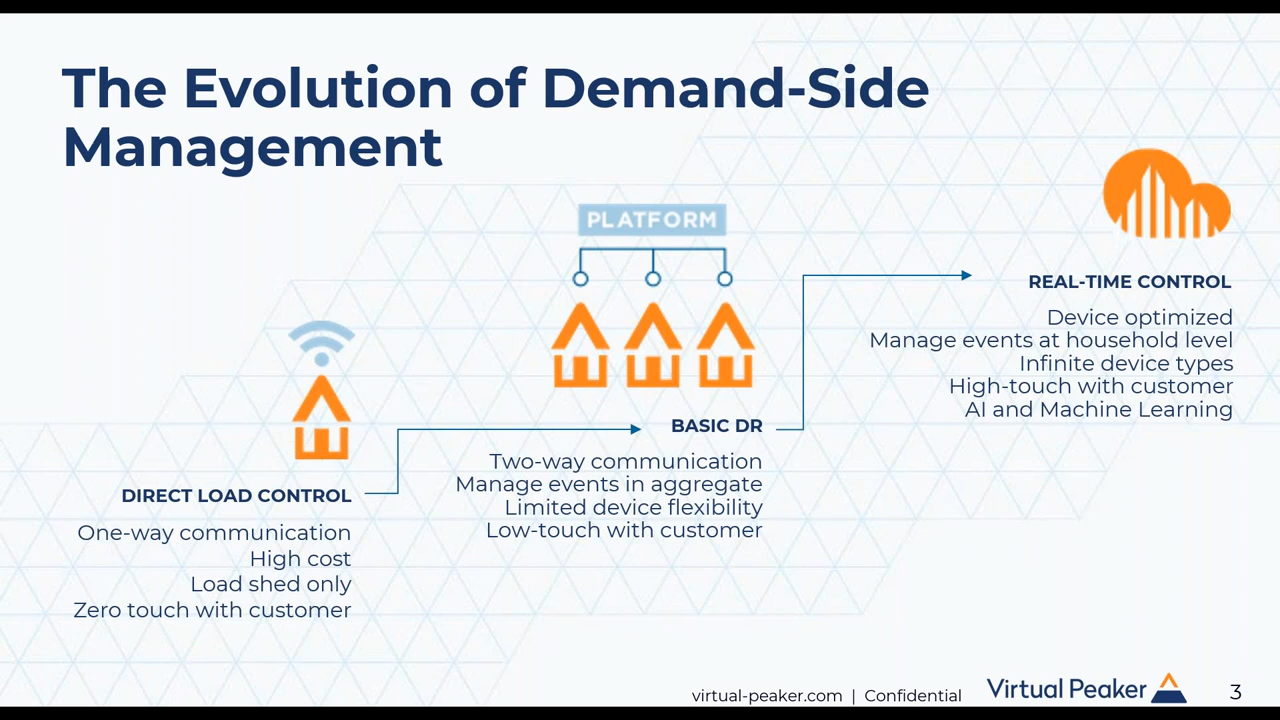 The Evolution of Demand-Side
Management
PLATFORM
DIRECT LOAD CONTROL
One-way communication
High cost
Load shed only
Zero touch with customer
BASIC DR
Two-way communication
Manage events in aggregate
Limited device flexibility
Low-touch with customer
REAL-TIME CONTROL
Device optimized
Manage events at household level
Infinite device types
High-touch with customer
AI and Machine Learning
virtual-peaker.com | Confidential
Virtual Peaker
3